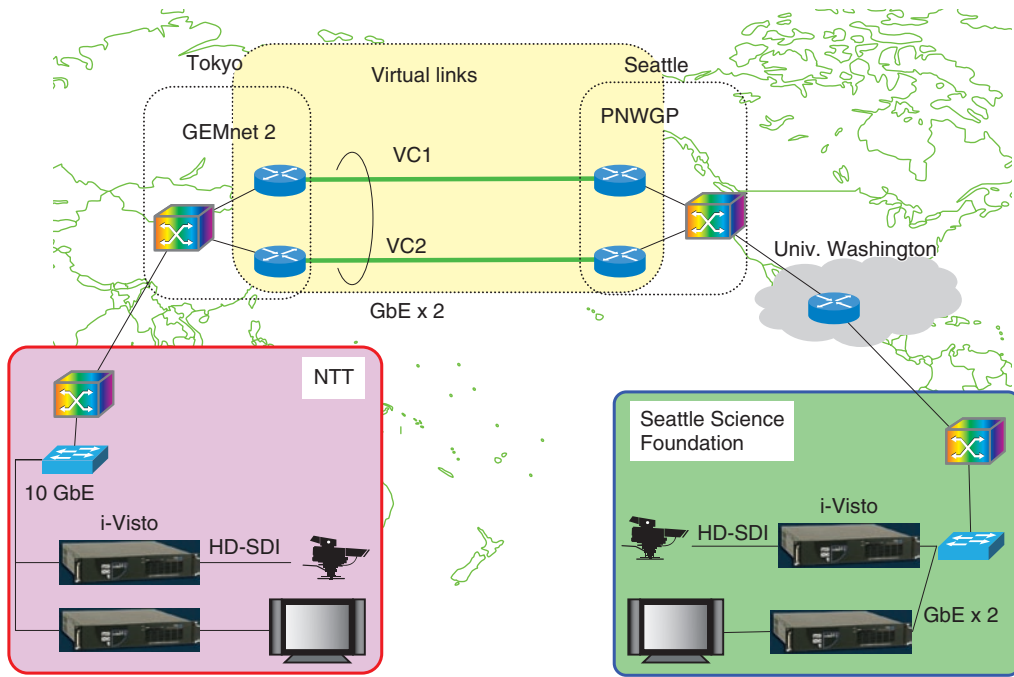 Tokyo
Virtual links
Seattle
GEMnet 2
PNWGP
VC1
VC2
Univ. Washington
GbE x 2
NTT
Seattle Science
Foundation
10 GbE
i-Visto
HD-SDI
i-Visto
HD-SDI
GbE x 2